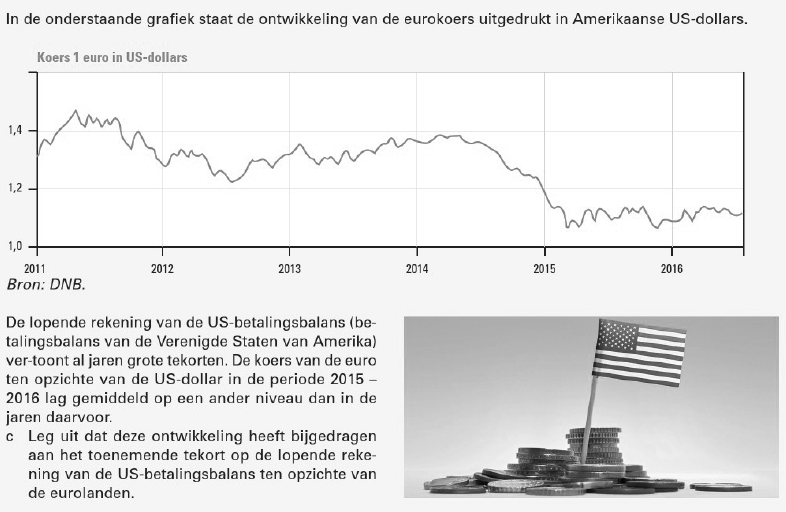 In de onderstaande grafiek staat de ontwikkeling van de eurokoers uitgedrukt in Amerikaanse US-dollars.
Koers 1 euro in US-dollars
1,4
1,2
1,0
2011 2012 2013 2014 2015 2016
Bron: DNB.
De lopende rekening van de US-betalingsbalans (be-
talingsbalans van de Verenigde Staten van Amerika)
ver-toont al jaren grote tekorten. De koers van de euro
ten opzichte van de US-dollar in de periode 2015 –
2016 lag gemiddeld op een ander niveau dan in de
jaren daarvoor.
c Leg uit dat deze ontwikkeling heeft bijgedragen
aan het toenemende tekort op de lopende reke-
ning van de US-betalingsbalans ten opzichte van
de eurolanden.